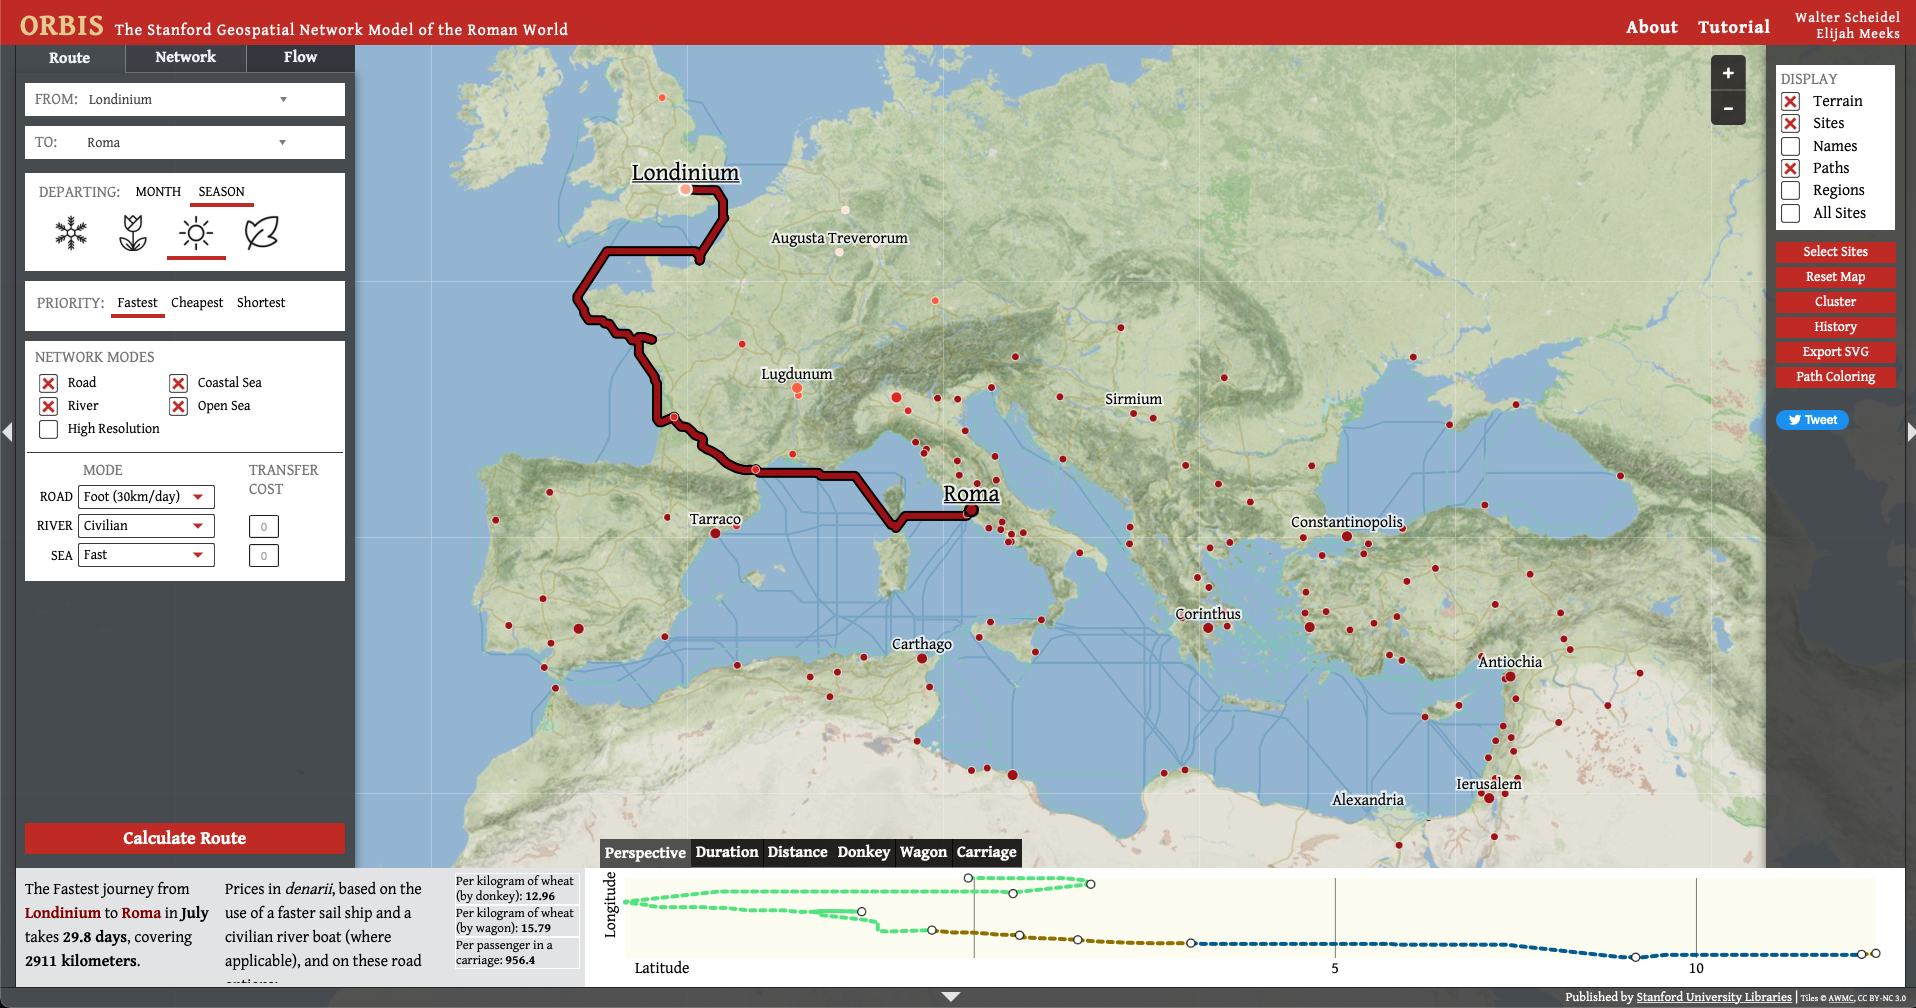 ORBIS The Stanford Geospatial Network Model of the Roman World
About Tutorial
Walter Scheidel
Elijah Meeks
Route Network Flow
FROM: Londinium
TO: Roma
DEPARTING: MONTH SEASON
PRIORITY: Fastest Cheapest Shortest
NETWORK MODES
Road Coastal Sea
River Open Sea
High Resolution
MODE TRANSFER
COST
ROAD Foot (30km/day)
RIVER Civilian 0
SEA Fast 0
Calculate Route
Londinium
Augusta Treverorum
Lugdunum
Sirmium
Roma
Tarraco
Constantinopolis
Corinthus
Carthago
Antiochia
Ierusalem
Alexandria
+
-
DISPLAY
Terrain
Sites
Names
Paths
Regions
All Sites
Select Sites
Reset Map
Cluster
History
Export SVG
Path Coloring
Tweet
The Fastest journey from
Londinium to Roma in July
takes 29.8 days, covering
2911 kilometers.
Prices in denarii, based on the
use of a faster sail ship and a
civilian river boat (where
applicable), and on these road
Per kilogram of wheat
(by donkey): 12.96
Per kilogram of wheat
(by wagon): 15.79
Per passenger in a
carriage: 956.4
Perspective Duration Distance Donkey Wagon Carriage
Longitude
Latitude
5
10
Published by Stanford University Libraries | Tiles © AWMC, CC BY-NC 3.0